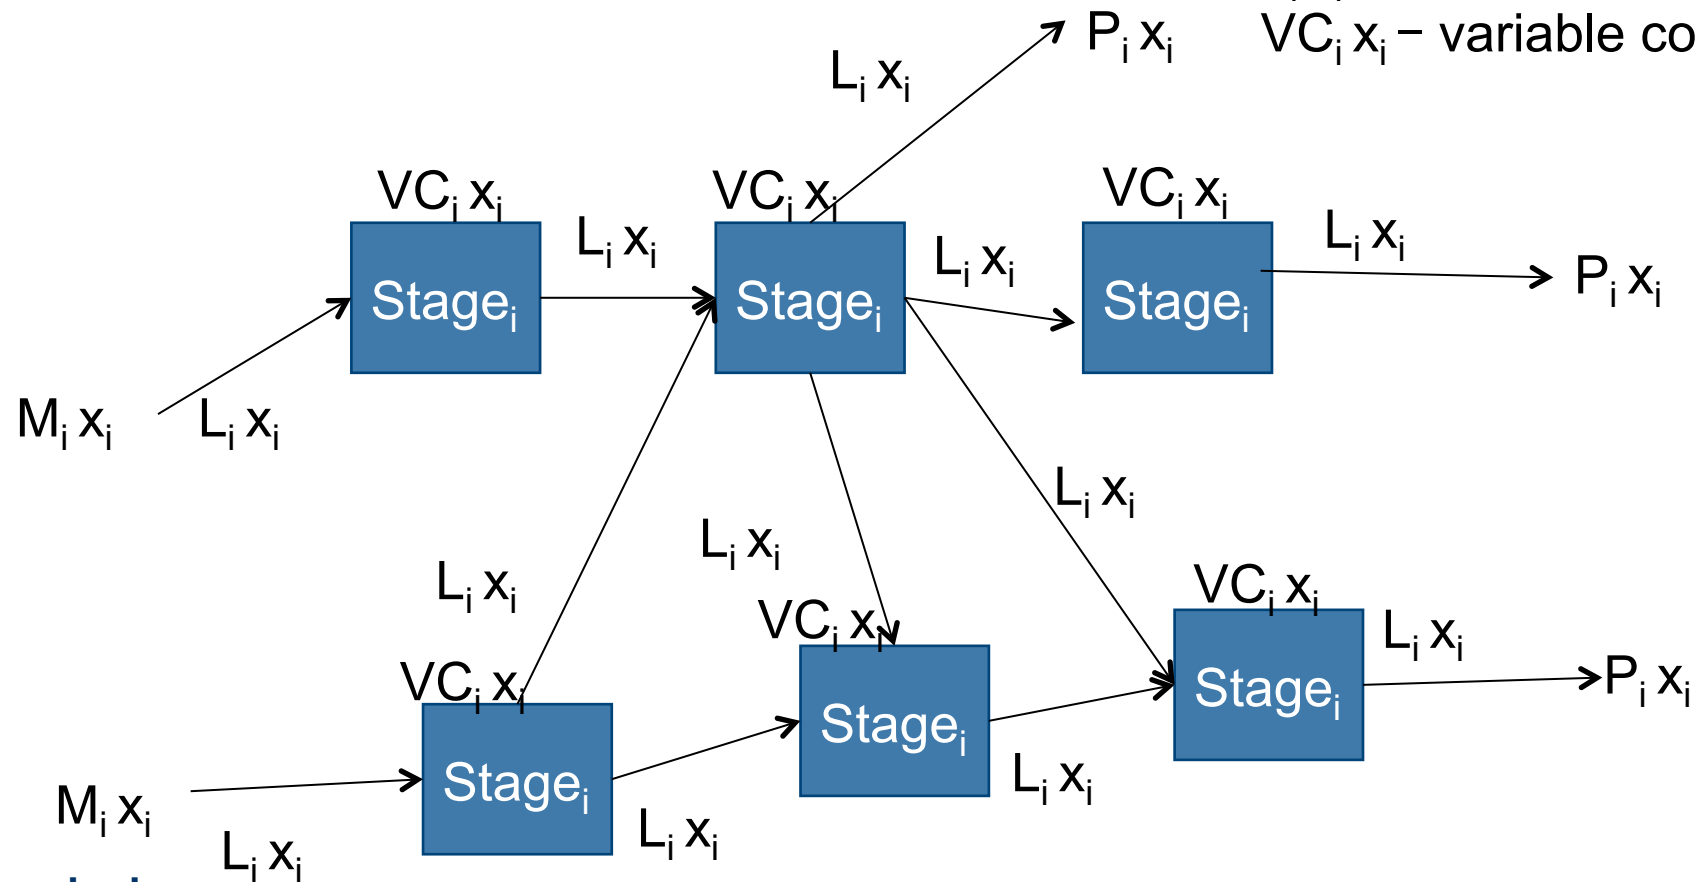 P_i x_i
VC_i x_i – variable co
L_i x_i
VC_i x_i
VC_i x_i
VC_i x_i
L_i x_i
L_i x_i
L_i x_i
Stage_i
Stage_i
Stage_i
P_i x_i
M_i x_i
L_i x_i
L_i x_i
L_i x_i
L_i x_i
VC_i x_i
VC_i x_i
L_i x_i
VC_i x_i
P_i x_i
Stage_i
Stage_i
Stage_i
L_i x_i
M_i x_i
L_i x_i
L_i x_i